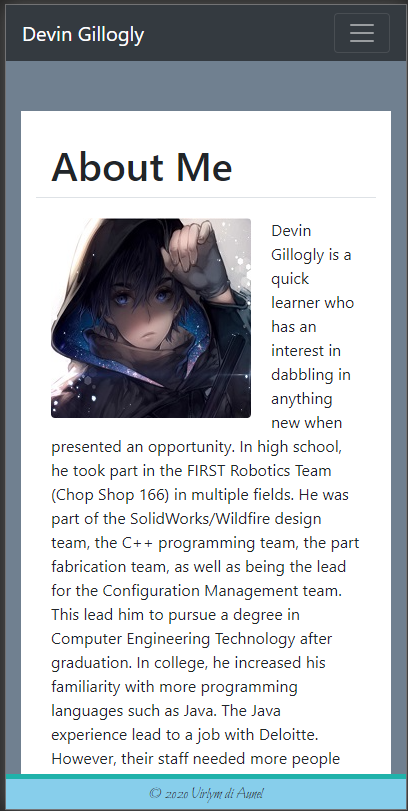 Devin Gillogly
About Me
Devin
Gillogly is a
quick
learner who
has an
interest in
dabbling in
anything
new when
presented an opportunity. In high school,
he took part in the FIRST Robotics Team
(Chop Shop 166) in multiple fields. He was
part of the SolidWorks/Wildfire design
team, the C++ programming team, the part
fabrication team, as well as being the lead
for the Configuration Management team.
This lead him to pursue a degree in
Computer Engineering Technology after
graduation. In college, he increased his
familiarity with more programming
languages such as Java. The Java
experience lead to a job with Deloitte.
However, their staff needed more people
© 2020 Virlym di Aunel